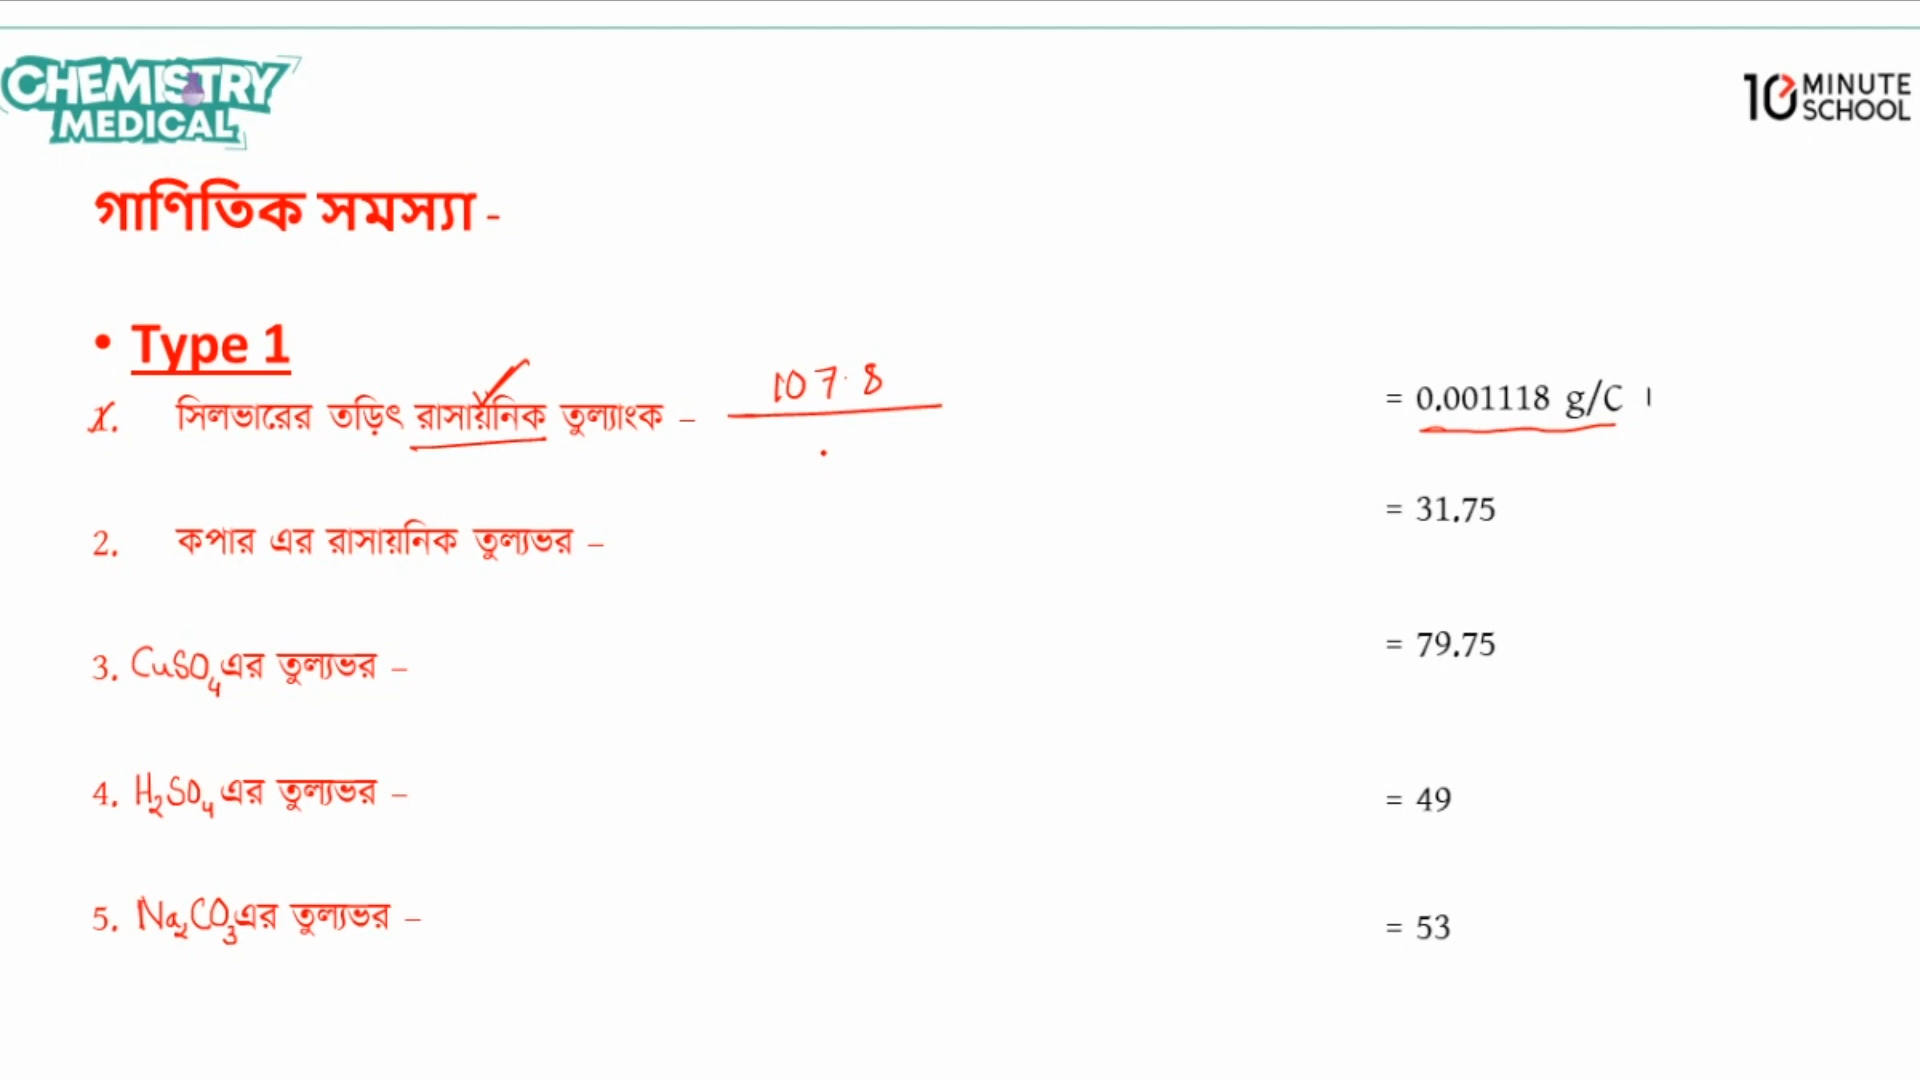 CHEMISTRY
MEDICAL
10 MINUTE
SCHOOL
গাণিতিক সমস্যা -
• Type 1
1. সিলভারের তড়িৎ রাসায়নিক তুল্যাংক – 107.8 = 0.001118 g/C ।
2. কপার এর রাসায়নিক তুল্যভর – = 31.75
3. CuSO₄ এর তুল্যভর – = 79.75
4. H₂SO₄ এর তুল্যভর – = 49
5. Na₂CO₃ এর তুল্যভর – = 53